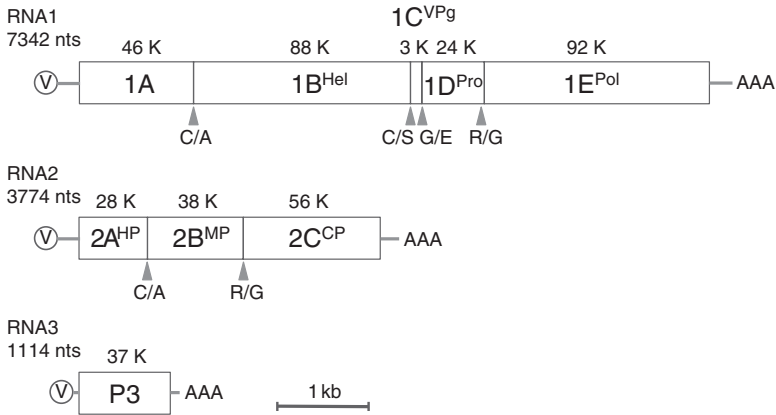 RNA1
7342 nts
1C^VPg
46 K 88 K 3 K 24 K 92 K
V 1A 1B^Hel 1D^Pro 1E^Pol AAA
C/A C/S G/E R/G
RNA2
3774 nts
28 K 38 K 56 K
V 2A^HP 2B^MP 2C^CP AAA
C/A R/G
RNA3
1114 nts
37 K
V P3 AAA
1 kb